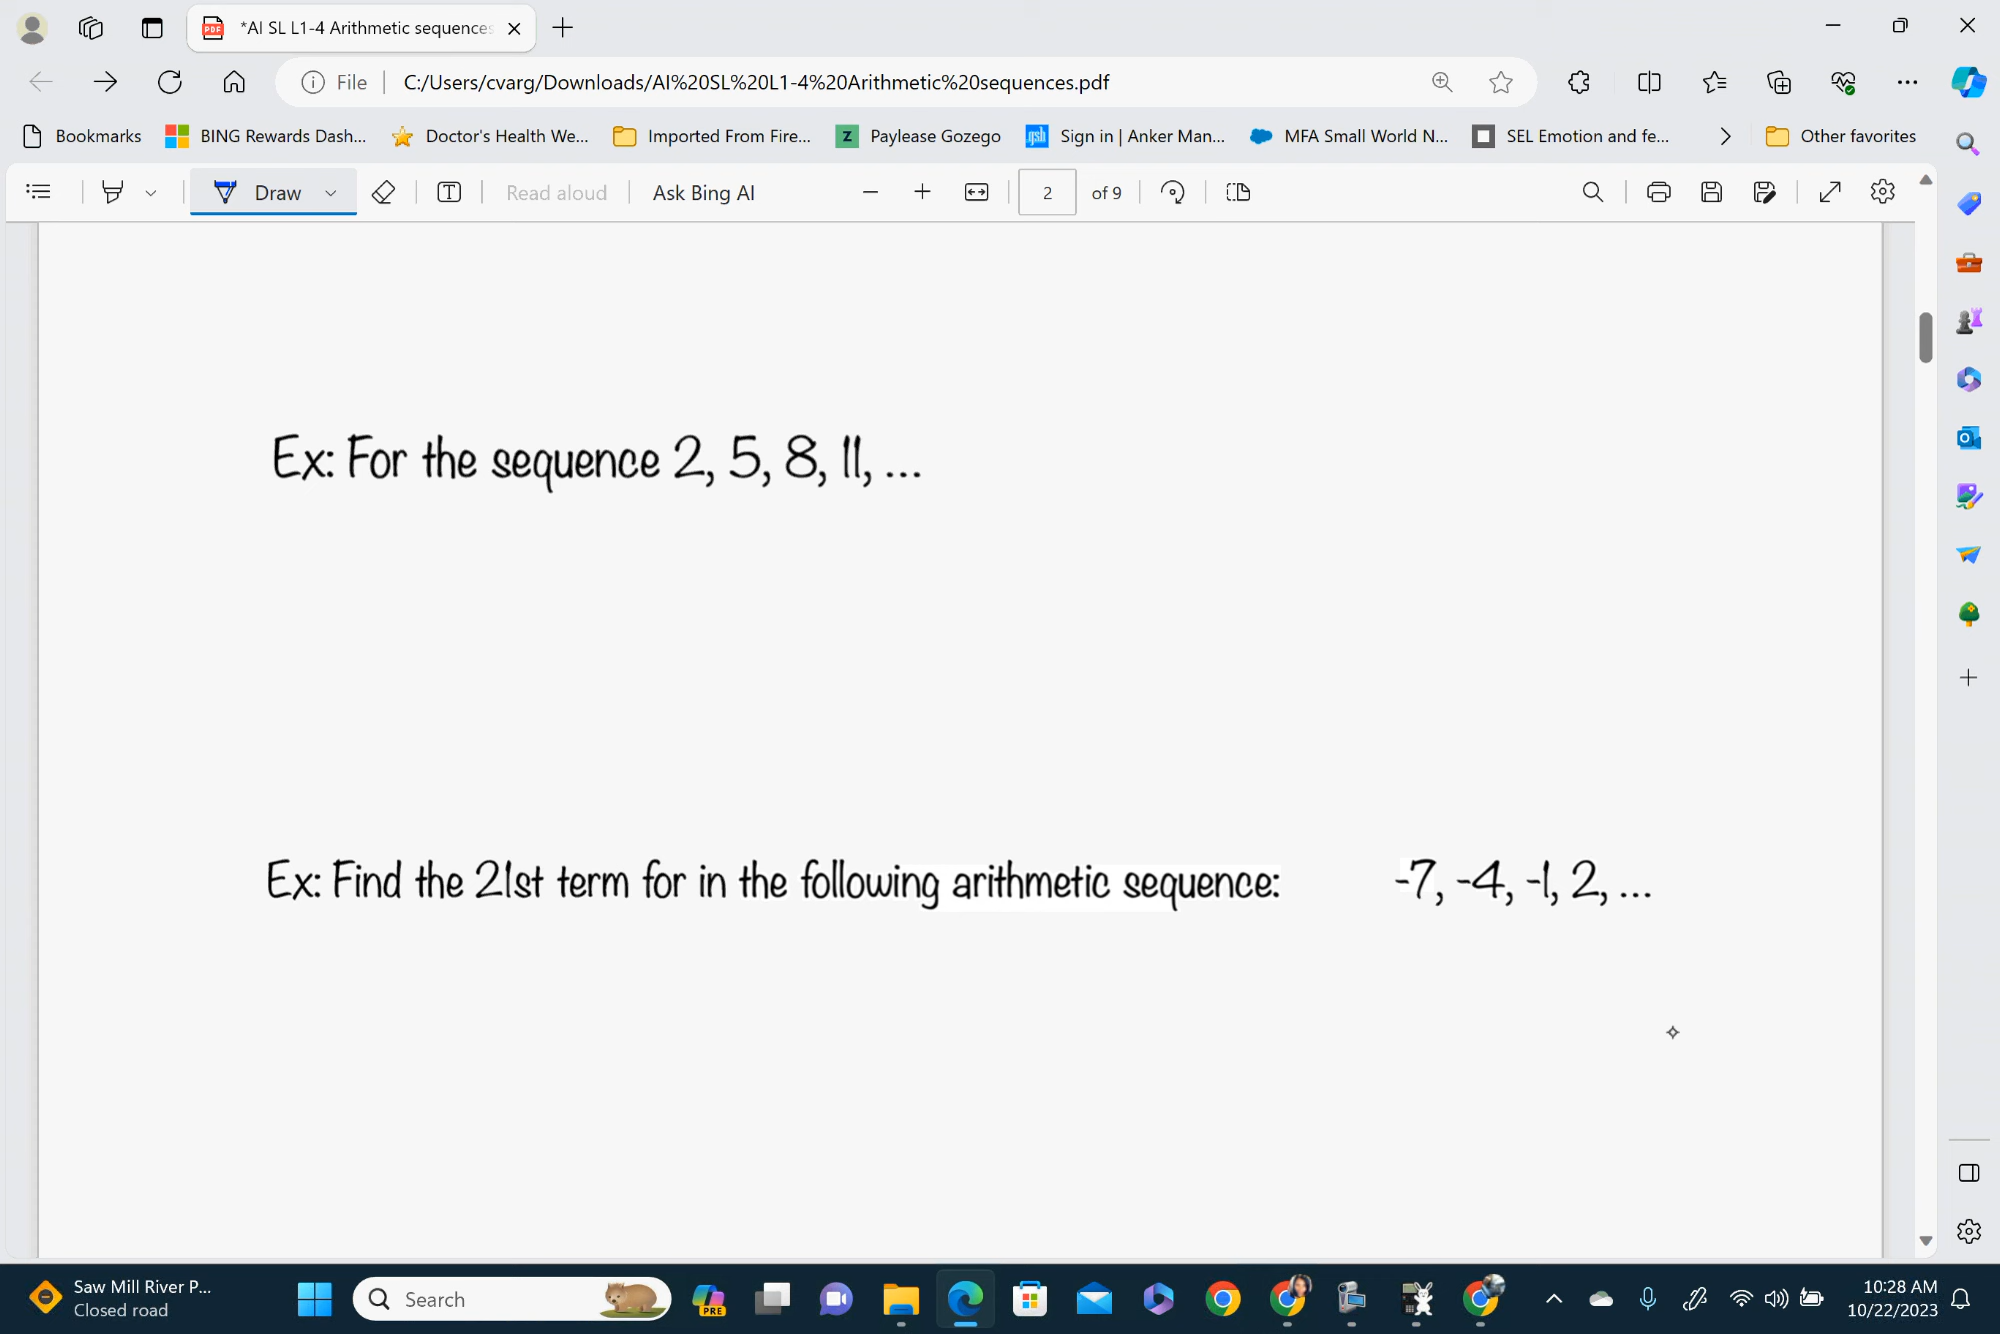 *AI SL L1-4 Arithmetic sequences
File
C:/Users/cvarg/Downloads/AI%20SL%20L1-4%20Arithmetic%20sequences.pdf
Bookmarks
BING Rewards Dash...
Doctor's Health We...
Imported From Fire...
Z
Paylease Gozego
gsh
Sign in | Anker Man...
MFA Small World N...
SEL Emotion and fe...
Other favorites
Draw
Read aloud
Ask Bing AI
2
of 9
Ex: For the sequence 2, 5, 8, 11, ...
Ex: Find the 21st term for in the following arithmetic sequence: -7, -4, -1, 2, ...
Saw Mill River P...
Closed road
Search
PRE
10:28 AM
10/22/2023